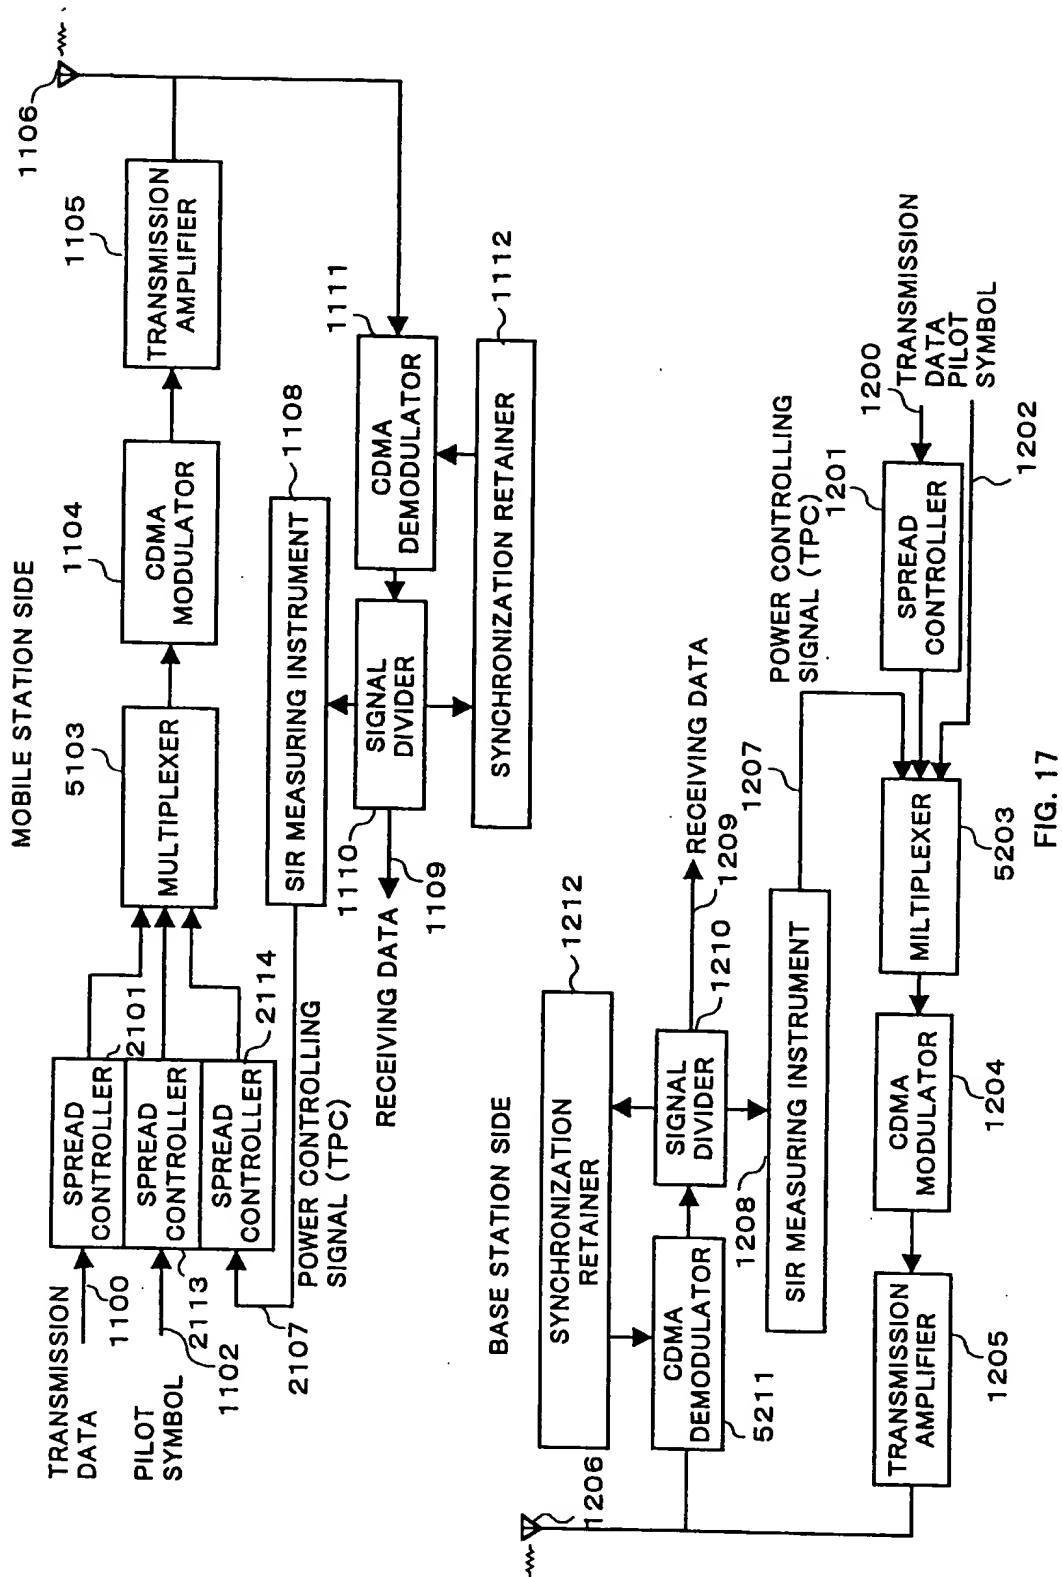 MOBILE STATION SIDE
TRANSMISSION
DATA
1100
PILOT
SYMBOL
1102
2113
2107
SPREAD
CONTROLLER
2101
SPREAD
CONTROLLER
SPREAD
CONTROLLER
2114
POWER CONTROLLING
SIGNAL (TPC)
MULTIPLEXER
5103
CDMA
MODULATOR
1104
TRANSMISSION
AMPLIFIER
1105
1106
SIR MEASURING INSTRUMENT
1108
RECEIVING DATA
1109
1110
SIGNAL
DIVIDER
CDMA
DEMODULATOR
1111
SYNCHRONIZATION RETAINER
1112
BASE STATION SIDE
1206
SYNCHRONIZATION
RETAINER
1212
CDMA
DEMODULATOR
5211
SIGNAL
DIVIDER
1210
RECEIVING DATA
1209
1208
SIR MEASURING INSTRUMENT
1207
POWER CONTROLLING
SIGNAL (TPC)
TRANSMISSION
AMPLIFIER
1205
CDMA
MODULATOR
1204
MILTIPLEXER
5203
SPREAD
CONTROLLER
1201
1200
TRANSMISSION
DATA
PILOT
SYMBOL
1202
FIG. 17